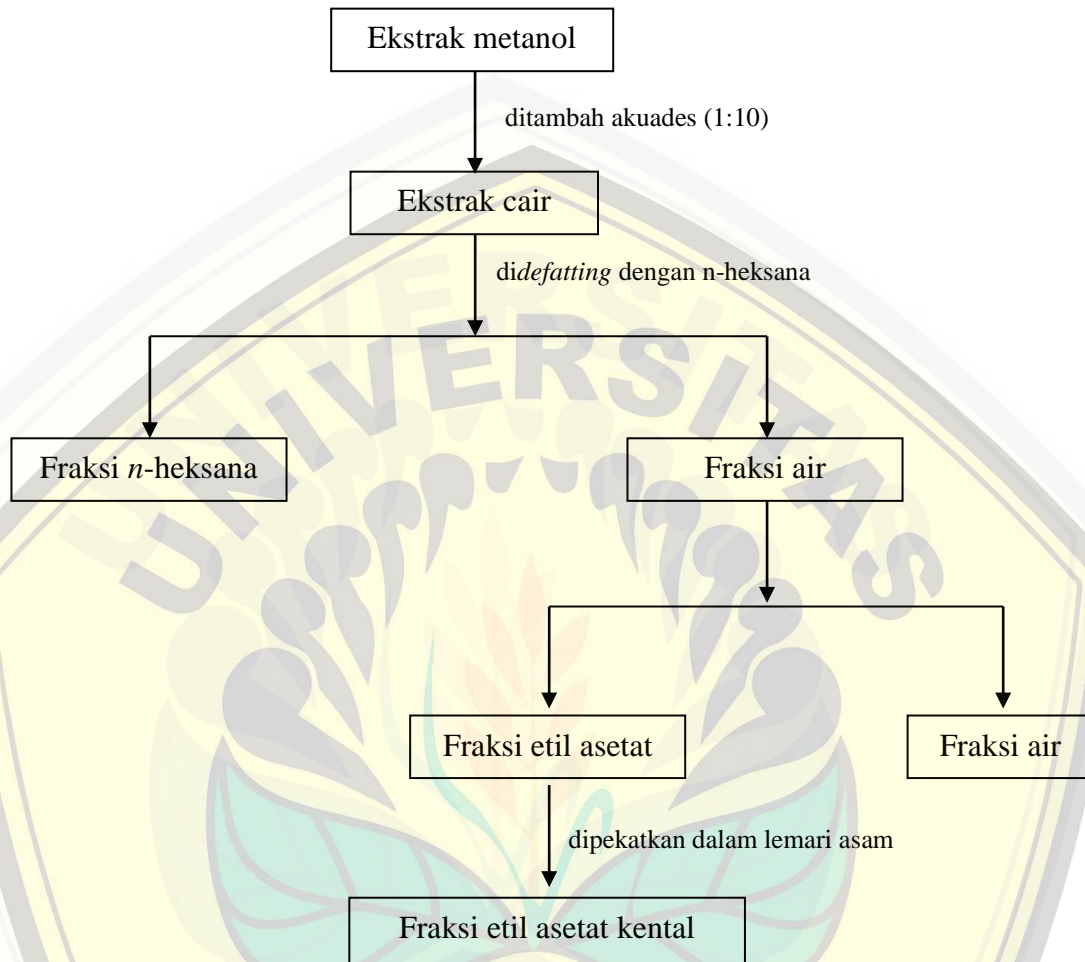 Ekstrak metanol
ditambah akuades (1:10)
Ekstrak cair
didefatting dengan n-heksana
UNIVERSITAS
Fraksi n-heksana
Fraksi air
Fraksi etil asetat
Fraksi air
dipekatkan dalam lemari asam
Fraksi etil asetat kental